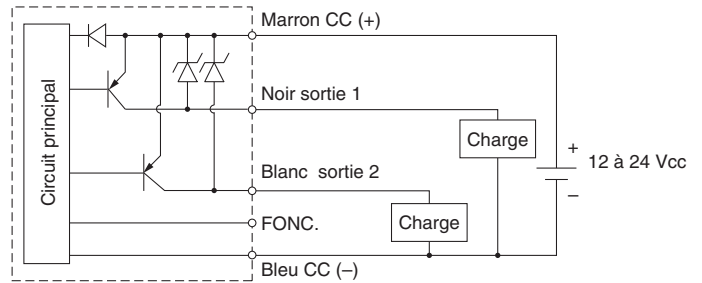 Circuit principal
Marron CC (+)
Noir sortie 1
Charge
+
12 à 24 Vcc
–
Blanc sortie 2
Charge
FONC.
Bleu CC (–)